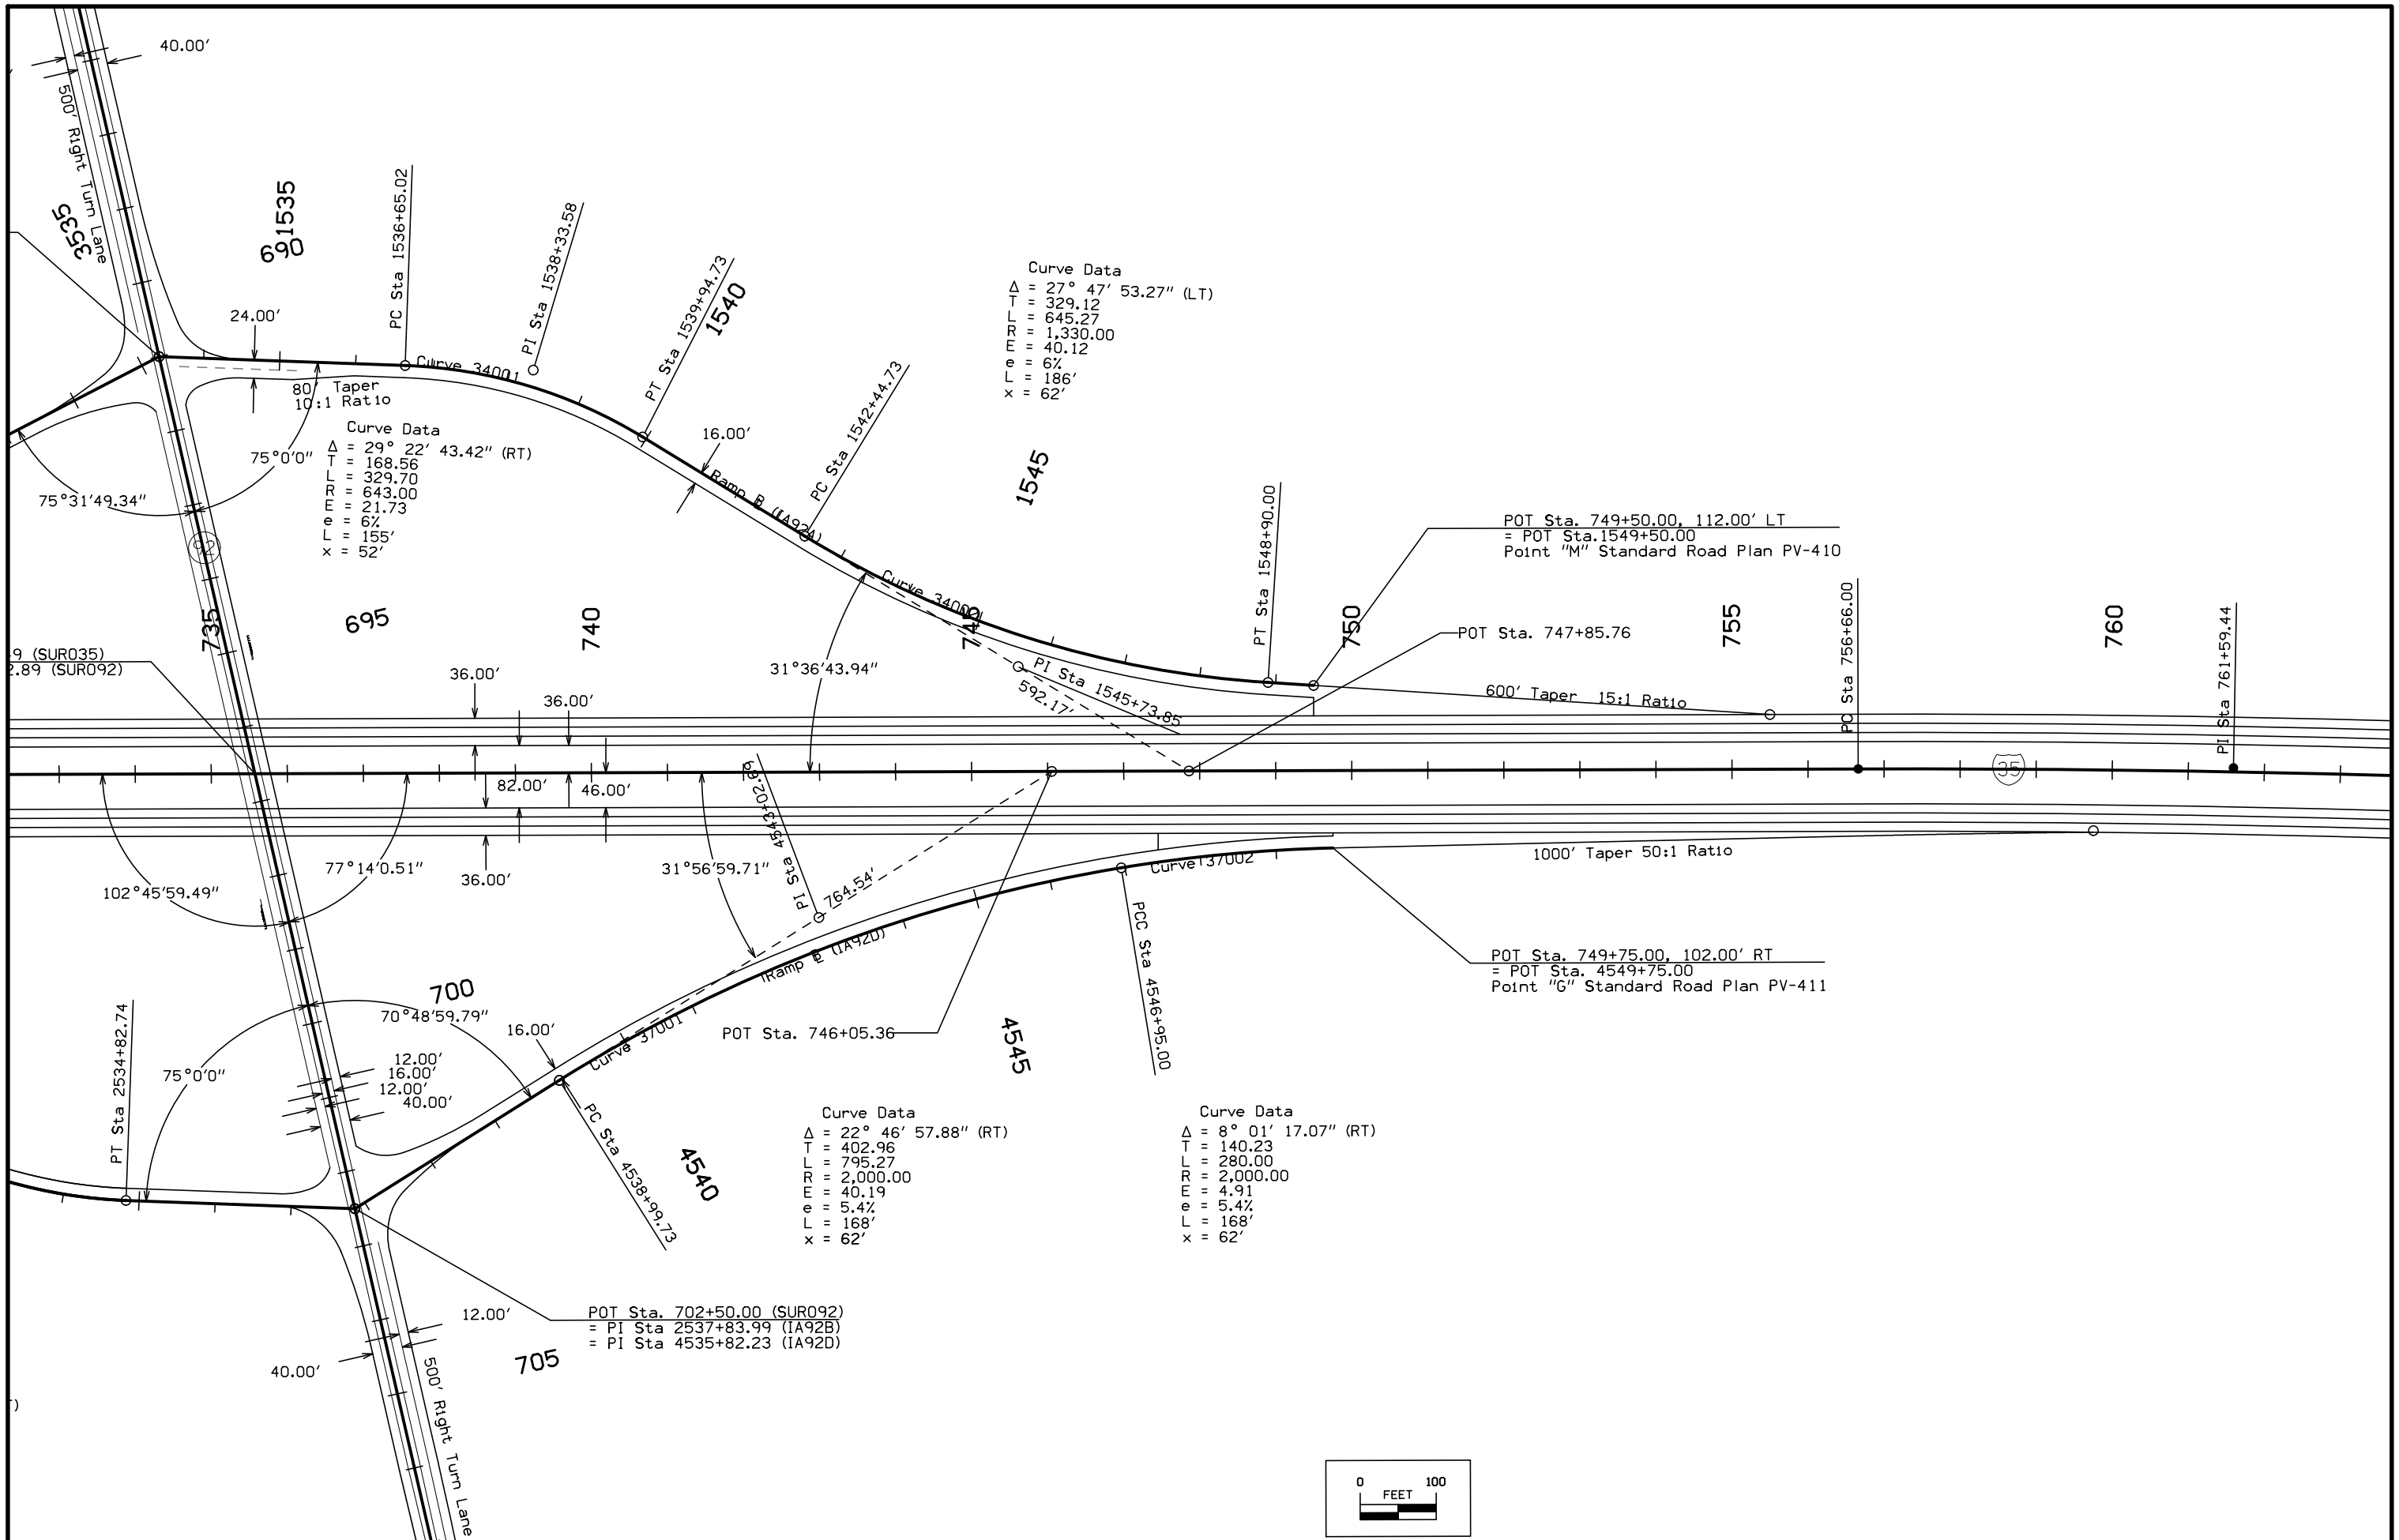 40.00'
500' Right Turn Lane
3535
1535
690
24.00'
PC Sta 1536+65.02
PI Sta 1538+33.58
PT Sta 1539+94.73
1540
Curve 34001
80' Taper
10:1 Ratio
Curve Data
Δ = 29° 22' 43.42" (RT)
T = 168.56
L = 329.70
R = 643.00
E = 21.73
e = 6%
L = 155'
x = 52'
75°0'0"
75°31'49.34"
92
16.00'
Ramp B (IA92A)
PC Sta 1542+44.73
Curve Data
Δ = 27° 47' 53.27" (LT)
T = 329.12
L = 645.27
R = 1,330.00
E = 40.12
e = 6%
L = 186'
x = 62'
1545
Curve 34002
PT Sta 1548+90.00
POT Sta. 749+50.00, 112.00' LT
= POT Sta.1549+50.00
Point "M" Standard Road Plan PV-410
POT Sta. 747+85.76
735
695
740
745
750
755
760
PC Sta 756+66.00
PI Sta 761+59.44
9 (SUR035)
2.89 (SUR092)
36.00'
36.00'
31°36'43.94"
PI Sta 1545+73.85
592.17'
600' Taper 15:1 Ratio
35
82.00'
46.00'
36.00'
77°14'0.51"
102°45'59.49"
31°56'59.71"
PI Sta 4543+02.69
764.54'
Curve 37002
1000' Taper 50:1 Ratio
Ramp (IA92D)
PCC Sta 4546+95.00
POT Sta. 749+75.00, 102.00' RT
= POT Sta. 4549+75.00
Point "G" Standard Road Plan PV-411
700
70°48'59.79"
16.00'
Curve 37001
POT Sta. 746+05.36
4545
PT Sta 2534+82.74
75°0'0"
12.00'
16.00'
12.00'
40.00'
PC Sta 4538+99.73
4540
Curve Data
Δ = 22° 46' 57.88" (RT)
T = 402.96
L = 795.27
R = 2,000.00
E = 40.19
e = 5.4%
L = 168'
x = 62'
Curve Data
Δ = 8° 01' 17.07" (RT)
T = 140.23
L = 280.00
R = 2,000.00
E = 4.91
e = 5.4%
L = 168'
x = 62'
POT Sta. 702+50.00 (SUR092)
= PI Sta 2537+83.99 (IA92B)
= PI Sta 4535+82.23 (IA92D)
12.00'
40.00'
705
500' Right Turn Lane
)
0 100
FEET